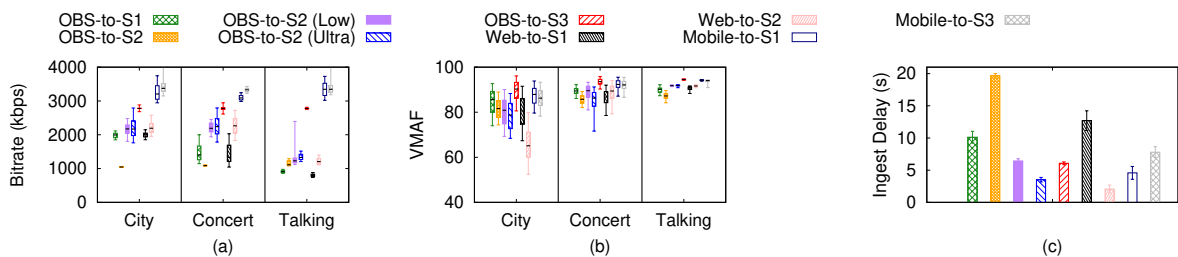 OBS-to-S1
OBS-to-S2
OBS-to-S2 (Low)
OBS-to-S2 (Ultra)
OBS-to-S3
Web-to-S1
Web-to-S2
Mobile-to-S1
Mobile-to-S3
Bitrate (kbps)
4000
3000
2000
1000
0
City Concert Talking
(a)
VMAF
100
80
60
40
City Concert Talking
(b)
Ingest Delay (s)
20
15
10
5
0
(c)